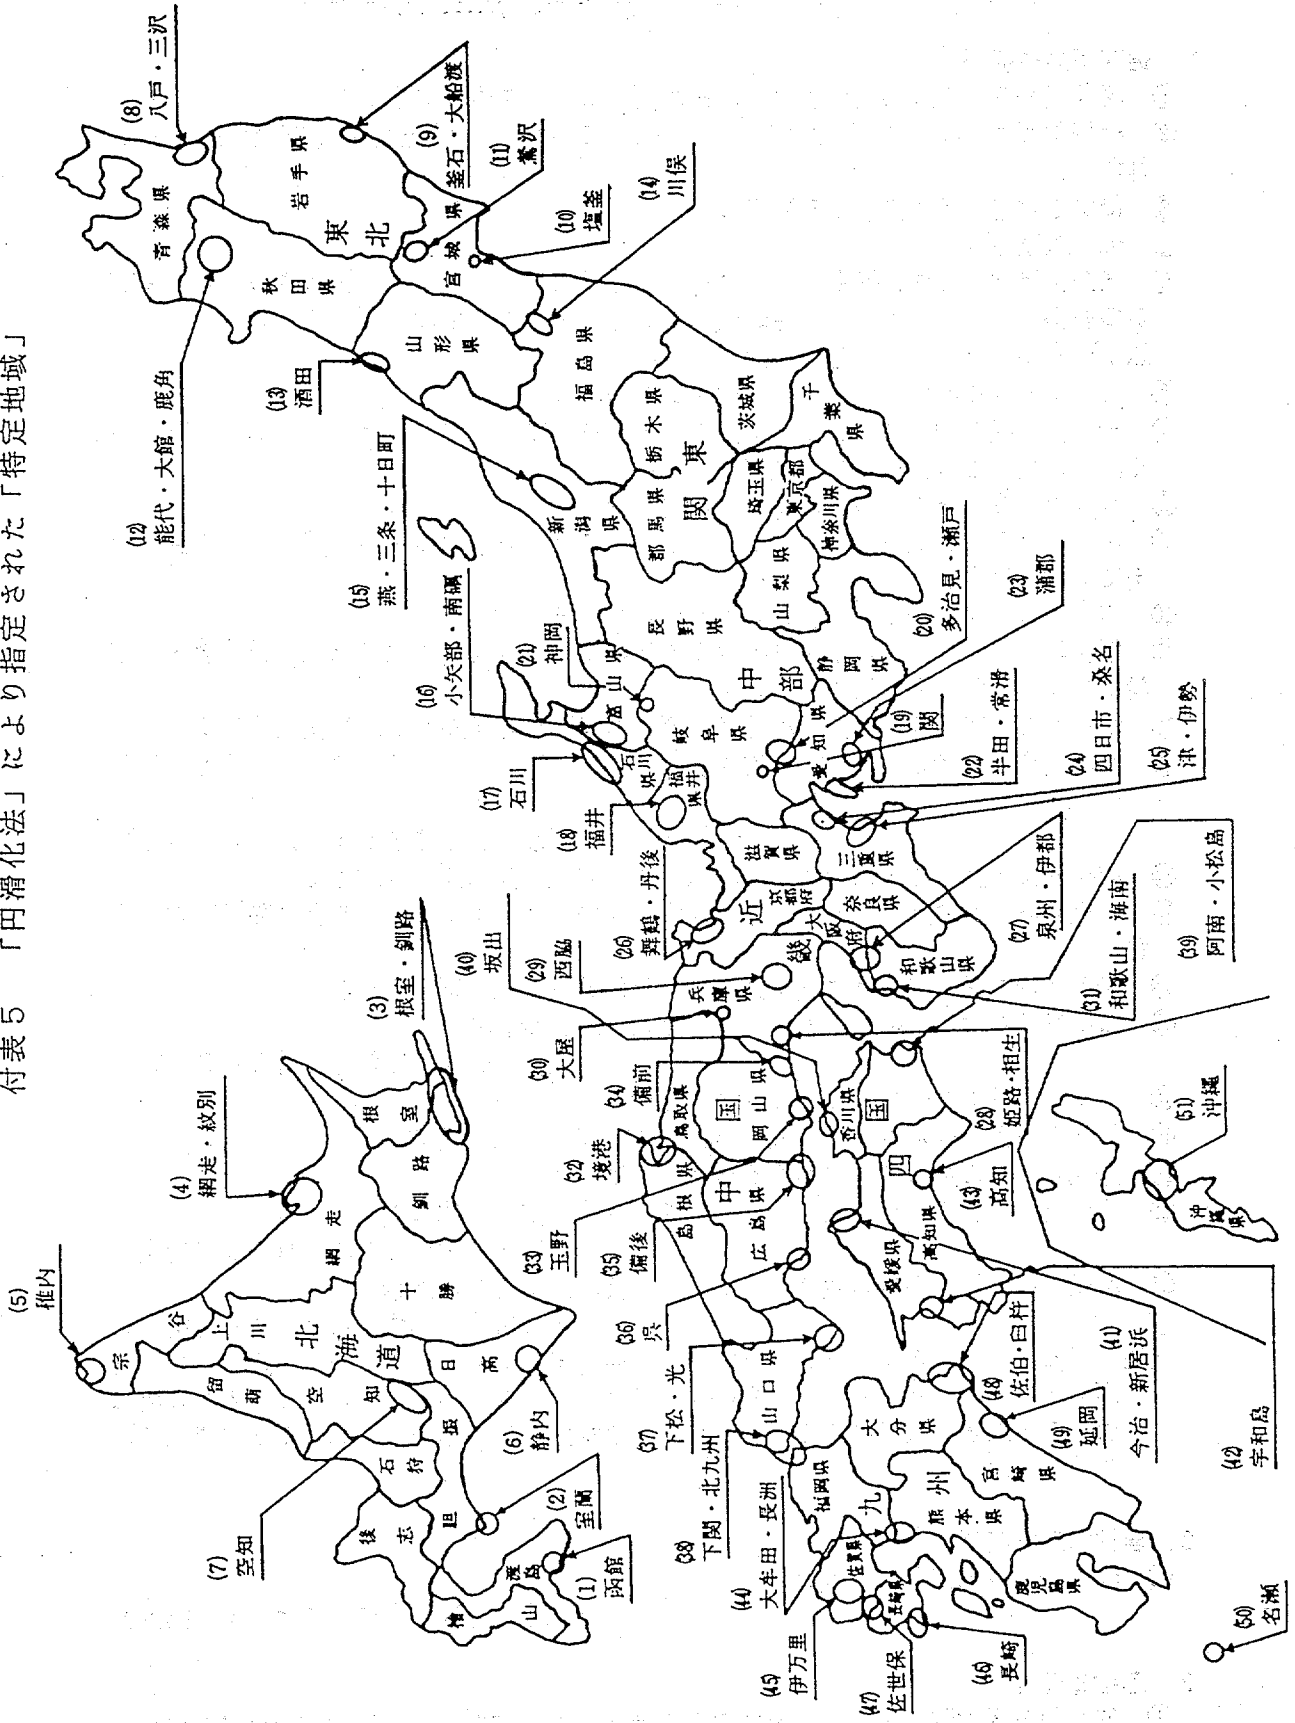 付表5　「円滑化法」により指定された「特定地域」
(1)
函館
(2)
室蘭
(3)
根室・釧路
(4)
網走・紋別
(5)
稚内
(6)
静内
(7)
空知
(8)
八戸・三沢
(9)
釜石・大船渡
(10)
塩釜
(11)
鶯沢
(12)
能代・大館・鹿角
(13)
酒田
(14)
川俣
(15)
燕・三条・十日町
(16)
小矢部・南礪
(17)
石川
(18)
福井
(19)
関
(20)
多治見・瀬戸
(21)
神岡
(22)
半田・常滑
(23)
蒲郡
(24)
四日市・桑名
(25)
津・伊勢
(26)
舞鶴・丹後
(27)
泉州・伊都
(28)
姫路・相生
(29)
西脇
(30)
大屋
(31)
和歌山・海南
(32)
境港
(33)
玉野
(34)
備前
(35)
備後
(36)
呉
(37)
下松・光
(38)
下関・北九州
(39)
阿南・小松島
(40)
坂出
(41)
今治・新居浜
(42)
宇和島
(43)
高知
(44)
大牟田・長洲
(45)
伊万里
(46)
長崎
(47)
佐世保
(48)
佐伯・臼杵
(49)
延岡
(50)
名瀬
(51)
沖縄
北海道
宗谷
留萌
上川
網走
根室
釧路
十勝
日高
空知
石狩
後志
胆振
渡島
檜山
東北
青森県
岩手県
秋田県
宮城県
山形県
福島県
関東
茨城県
栃木県
郡馬県
埼玉県
千葉県
東京都
神奈川県
中部
新潟県
富山県
石川県
福井県
山梨県
長野県
岐阜県
静岡県
愛知県
三重県
近畿
滋賀県
京都府
大阪府
兵庫県
奈良県
和歌山県
中国
鳥取県
島根県
岡山県
広島県
山口県
四国
香川県
愛媛県
高知県
九州
福岡県
佐賀県
長崎県
熊本県
大分県
宮崎県
鹿児島県
沖縄県